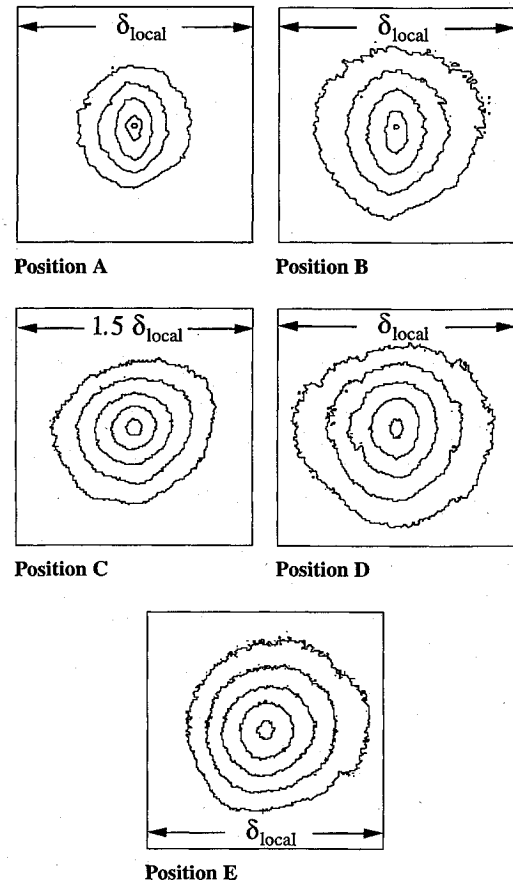 δlocal
δlocal
Position A
Position B
1.5 δlocal
δlocal
Position C
Position D
δlocal
Position E